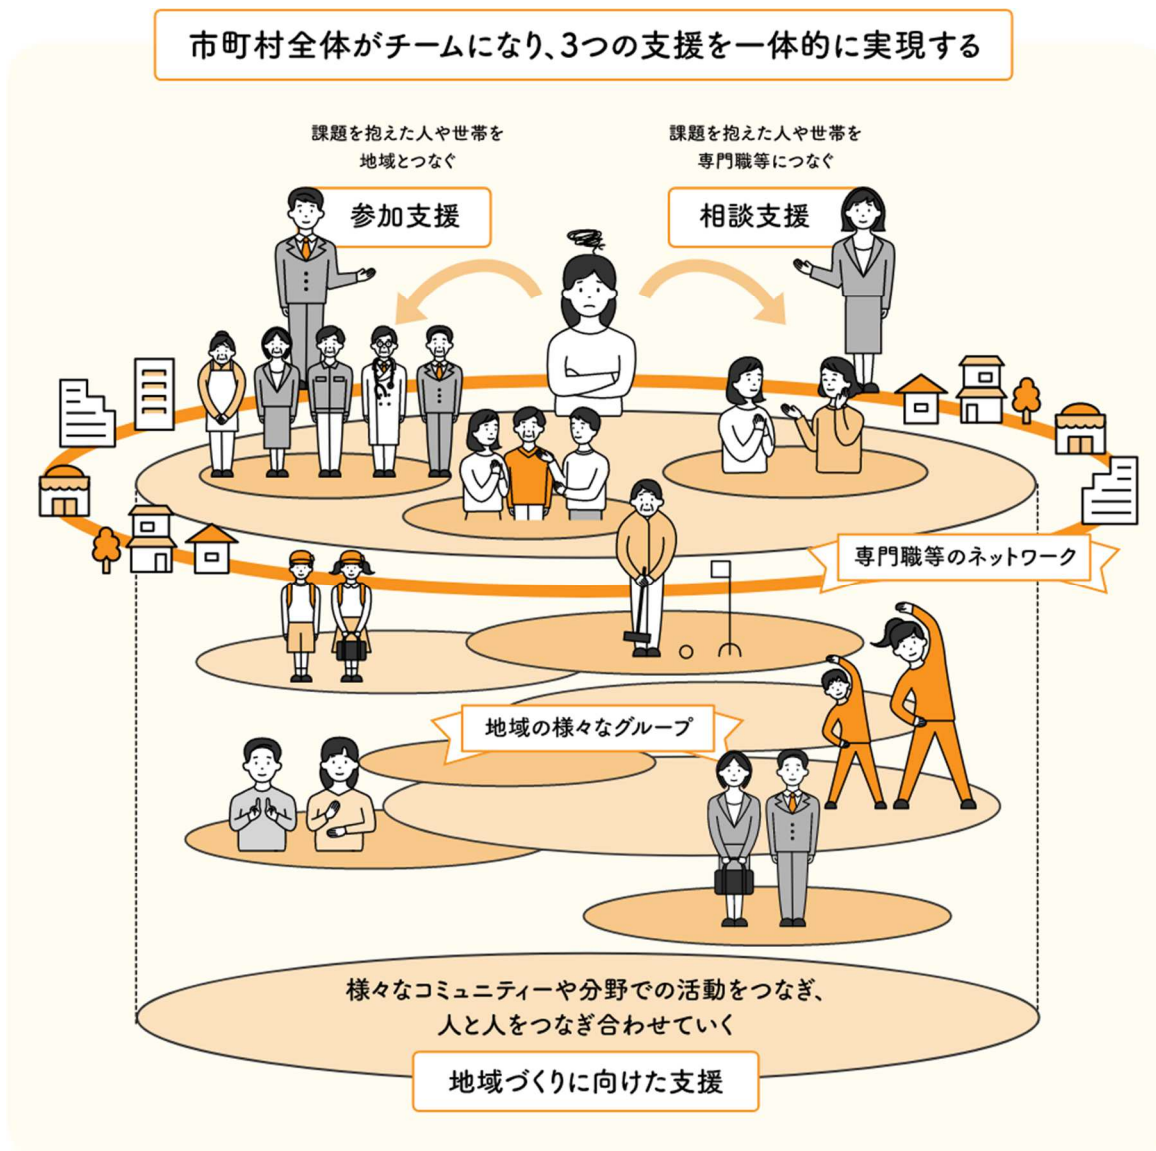 市町村全体がチームになり、3つの支援を一体的に実現する
課題を抱えた人や世帯を
地域とつなぐ
参加支援
課題を抱えた人や世帯を
専門職等につなぐ
相談支援
専門職等のネットワーク
地域の様々なグループ
様々なコミュニティーや分野での活動をつなぎ、
人と人をつなぎ合わせていく
地域づくりに向けた支援